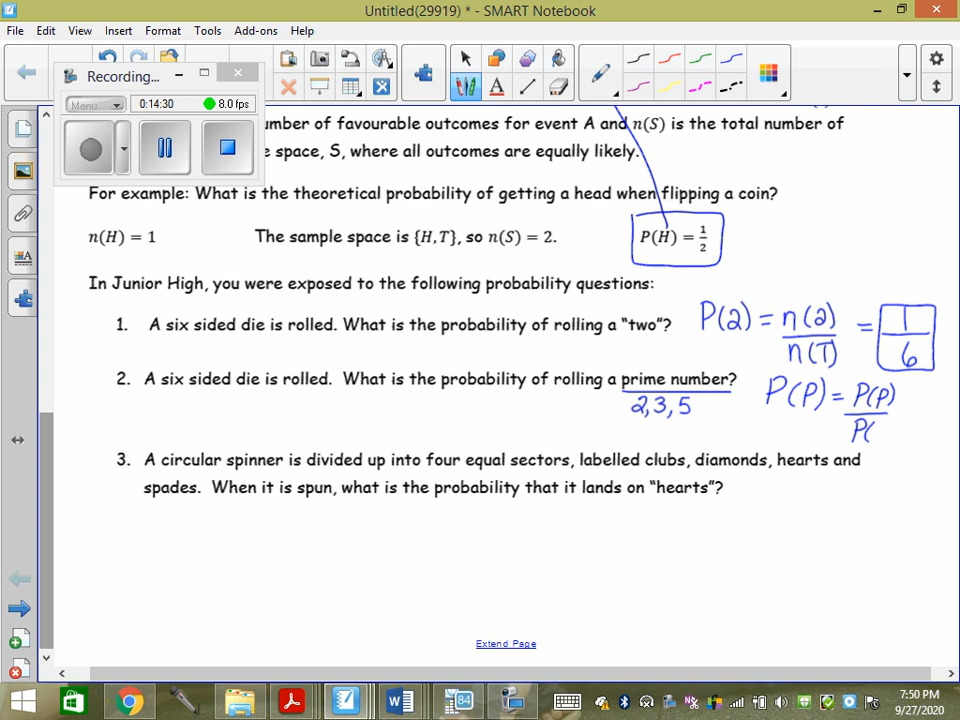 Untitled(29919) * - SMART Notebook
File Edit View Insert Format Tools Add-ons Help
Recording...
Menu 0:14:30 8.0 fps
umber of favourable outcomes for event A and n(S) is the total number of
e space, S, where all outcomes are equally likely.
For example: What is the theoretical probability of getting a head when flipping a coin?
n(H) = 1 The sample space is {H,T}, so n(S) = 2. P(H) = 1/2
In Junior High, you were exposed to the following probability questions:
1. A six sided die is rolled. What is the probability of rolling a "two"? P(2) = n(2)/n(T) = 1/6
2. A six sided die is rolled. What is the probability of rolling a prime number? P(P) = P(P)/P(
2,3,5
3. A circular spinner is divided up into four equal sectors, labelled clubs, diamonds, hearts and
spades. When it is spun, what is the probability that it lands on "hearts"?
Extend Page
84
7:50 PM
9/27/2020